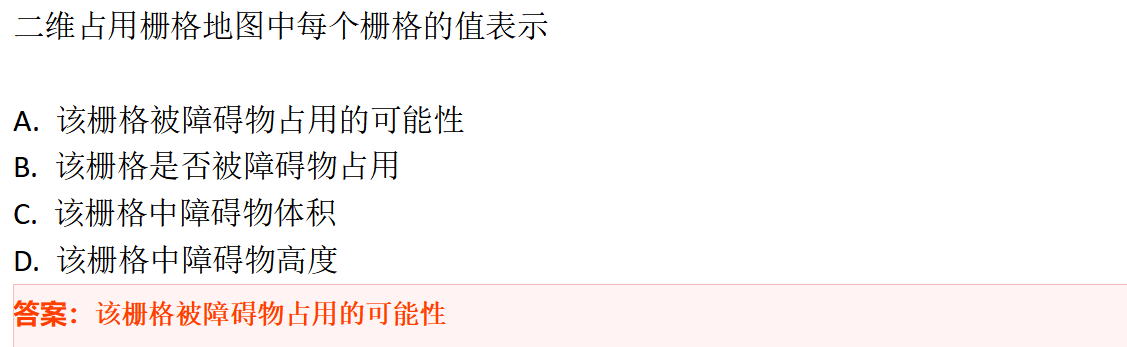 二维占用栅格地图中每个栅格的值表示
A. 该栅格被障碍物占用的可能性
B. 该栅格是否被障碍物占用
C. 该栅格中障碍物体积
D. 该栅格中障碍物高度
答案：该栅格被障碍物占用的可能性